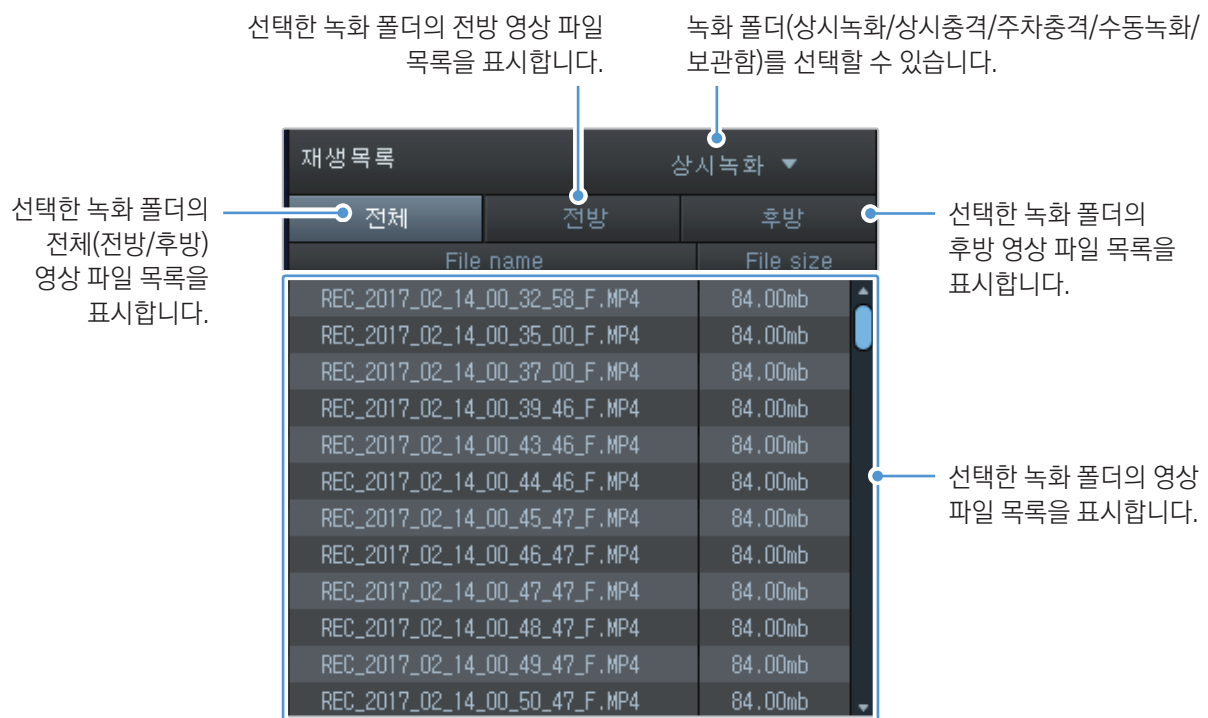 선택한 녹화 폴더의 전방 영상 파일
목록을 표시합니다.
녹화 폴더(상시녹화/상시충격/주차충격/수동녹화/
보관함)를 선택할 수 있습니다.
재생목록
상시녹화 ▼
선택한 녹화 폴더의
전체(전방/후방)
영상 파일 목록을
표시합니다.
전체 전방 후방
선택한 녹화 폴더의
후방 영상 파일 목록을
표시합니다.
File name File size
REC_2017_02_14_00_32_58_F.MP4 84.00mb
REC_2017_02_14_00_35_00_F.MP4 84.00mb
REC_2017_02_14_00_37_00_F.MP4 84.00mb
REC_2017_02_14_00_39_46_F.MP4 84.00mb
REC_2017_02_14_00_43_46_F.MP4 84.00mb
REC_2017_02_14_00_44_46_F.MP4 84.00mb
REC_2017_02_14_00_45_47_F.MP4 84.00mb
REC_2017_02_14_00_46_47_F.MP4 84.00mb
REC_2017_02_14_00_47_47_F.MP4 84.00mb
REC_2017_02_14_00_48_47_F.MP4 84.00mb
REC_2017_02_14_00_49_47_F.MP4 84.00mb
REC_2017_02_14_00_50_47_F.MP4 84.00mb
선택한 녹화 폴더의 영상
파일 목록을 표시합니다.